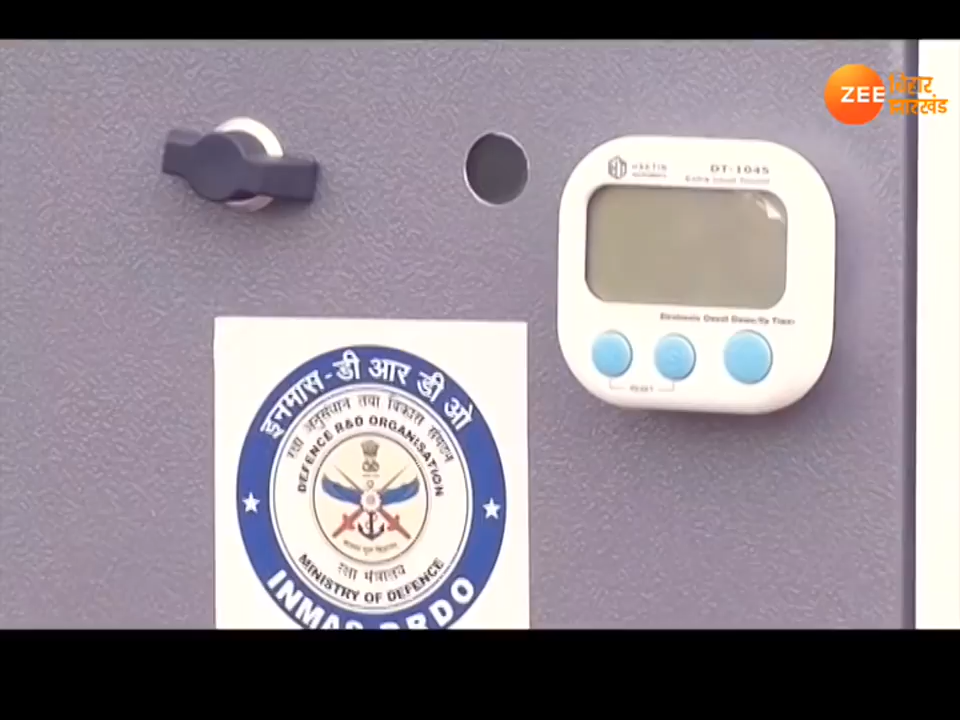 ZEE बिहार
झारखंड
DT-1045
इनमास-डी आर डी ओ
रक्षा अनुसंधान तथा विकास संगठन
DEFENCE R&D ORGANISATION
रक्षा मंत्रालय
MINISTRY OF DEFENCE
INMAS-DRDO